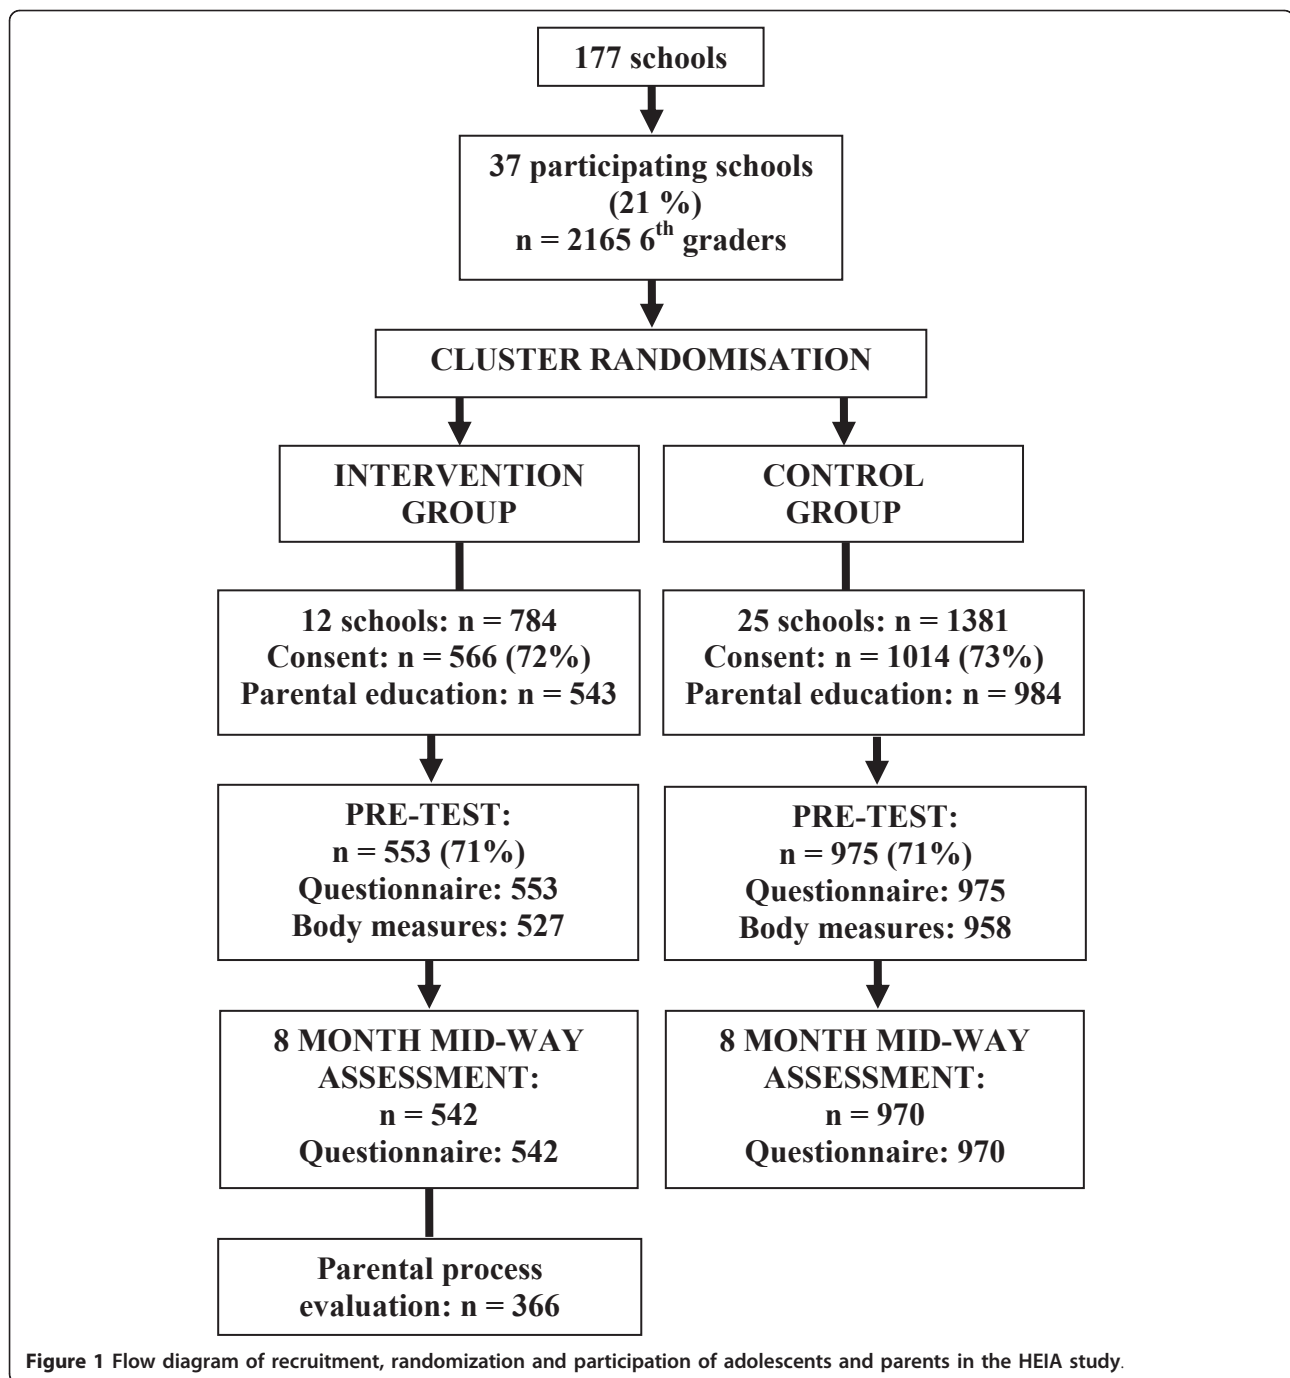 177 schools
37 participating schools
(21 %)
n = 2165 6th graders
CLUSTER RANDOMISATION
INTERVENTION
GROUP
CONTROL
GROUP
12 schools: n = 784
Consent: n = 566 (72%)
Parental education: n = 543
25 schools: n = 1381
Consent: n = 1014 (73%)
Parental education: n = 984
PRE-TEST:
n = 553 (71%)
Questionnaire: 553
Body measures: 527
PRE-TEST:
n = 975 (71%)
Questionnaire: 975
Body measures: 958
8 MONTH MID-WAY
ASSESSMENT:
n = 542
Questionnaire: 542
8 MONTH MID-WAY
ASSESSMENT:
n = 970
Questionnaire: 970
Parental process
evaluation: n = 366
Figure 1 Flow diagram of recruitment, randomization and participation of adolescents and parents in the HEIA study.